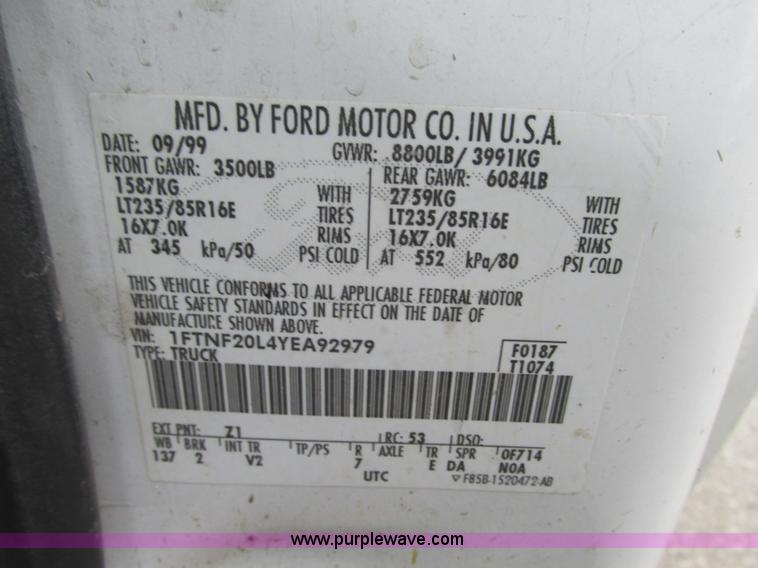 MFD. BY FORD MOTOR CO. IN U.S.A.
DATE: 09/99 GVWR: 8800LB/ 3991KG
FRONT GAWR: 3500LB REAR GAWR: 6084LB
1587KG WITH 2759KG WITH
LT235/85R16E TIRES LT235/85R16E TIRES
16X7.0K RIMS 16X7.0K RIMS
AT 345 kPa/50 PSI COLD AT 552 kPa/80 PSI COLD
THIS VEHICLE CONFORMS TO ALL APPLICABLE FEDERAL MOTOR
VEHICLE SAFETY STANDARDS IN EFFECT ON THE DATE OF
MANUFACTURE SHOWN ABOVE.
VIN: 1FTNF20L4YEA92979 F0187
TYPE: TRUCK T1074
EXT PNT: Z1 RC: 53 DSO:
WB BRK INT TR TP/PS R AXLE TR SPR 0F714
137 2 V2 7 E DA N0A
UTC F85B-1520472-AB
www.purplewave.com